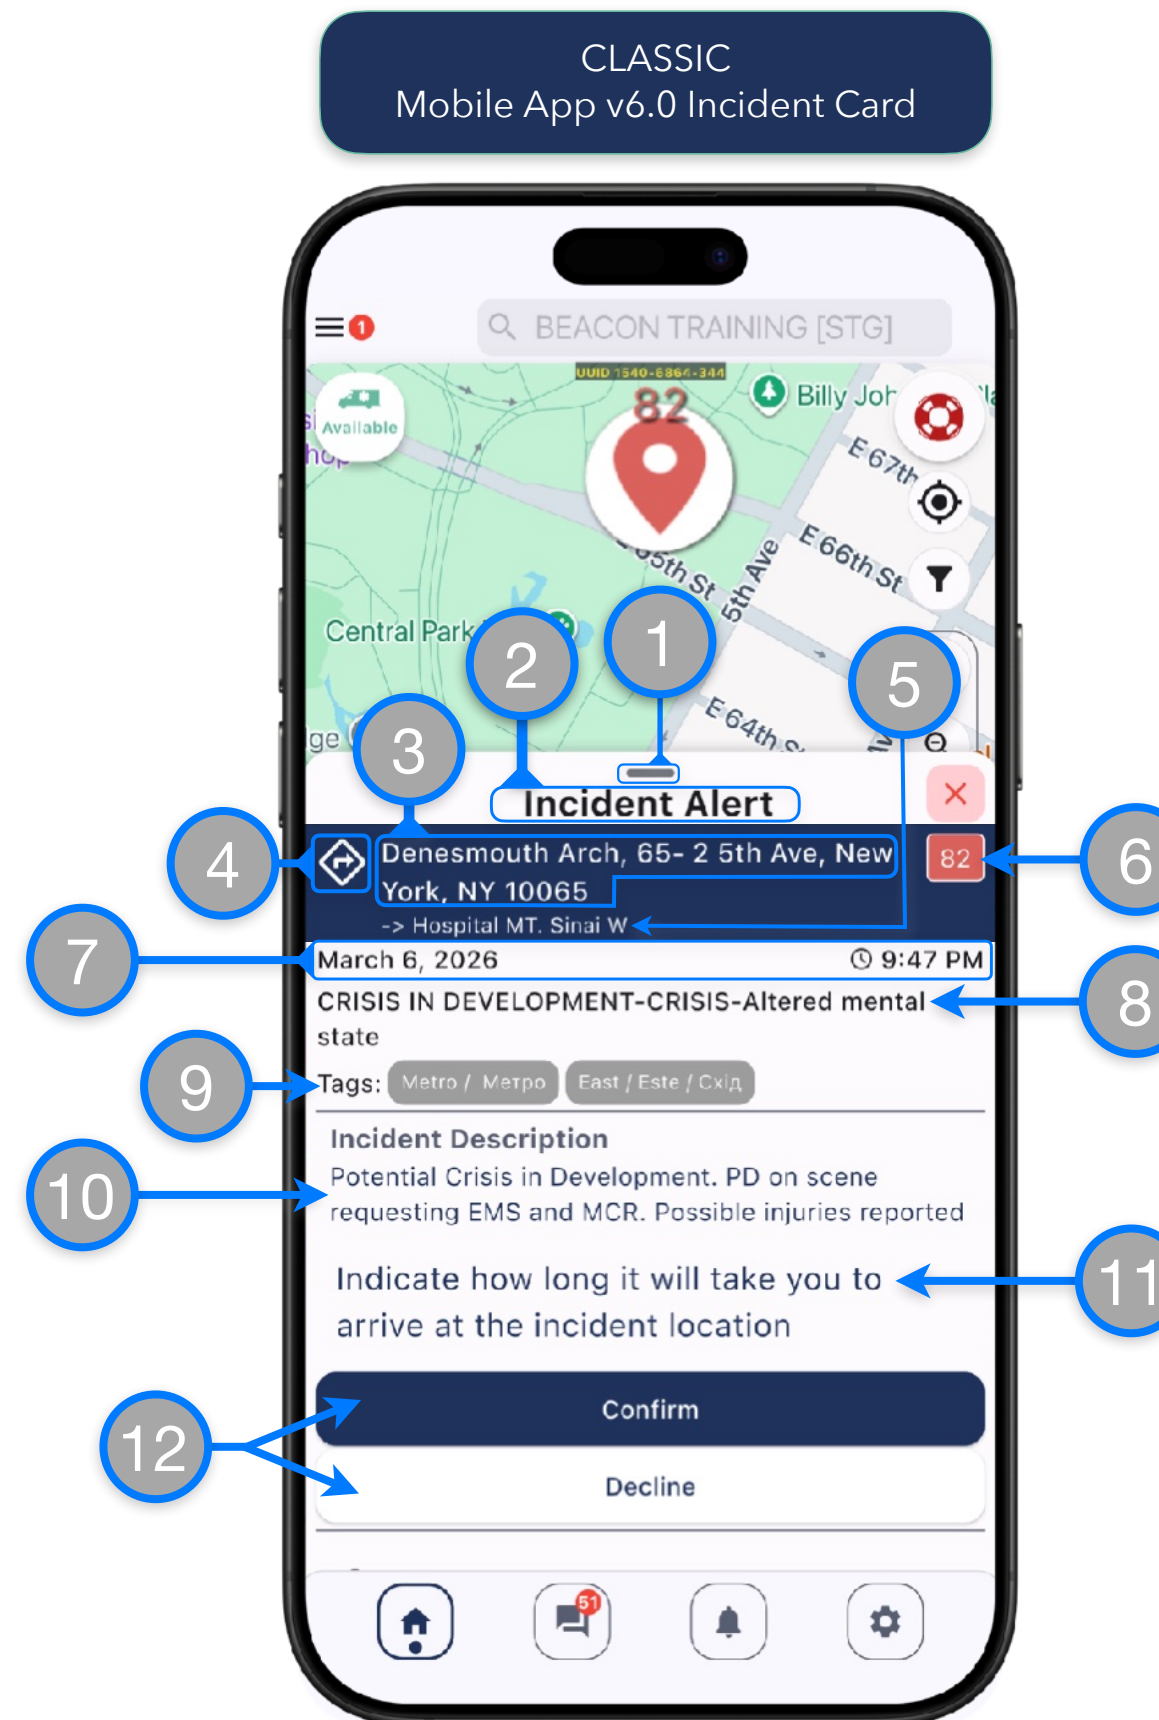 CLASSIC
Mobile App v6.0 Incident Card
1
BEACON TRAINING [STG]
UUID 1540-6864-344
82
Available
Billy Joh
E 67th
E 66th St
65th St
5th Ave
Central Park
E 64th
1
2
3
4
5
6
7
8
9
10
11
12
Incident Alert
Denesmouth Arch, 65- 2 5th Ave, New
York, NY 10065
82
-> Hospital MT. Sinai W
March 6, 2026
9:47 PM
CRISIS IN DEVELOPMENT-CRISIS-Altered mental
state
Tags: Metro / Метро East / Este / Схід
Incident Description
Potential Crisis in Development. PD on scene
requesting EMS and MCR. Possible injuries reported
Indicate how long it will take you to
arrive at the incident location
Confirm
Decline
51